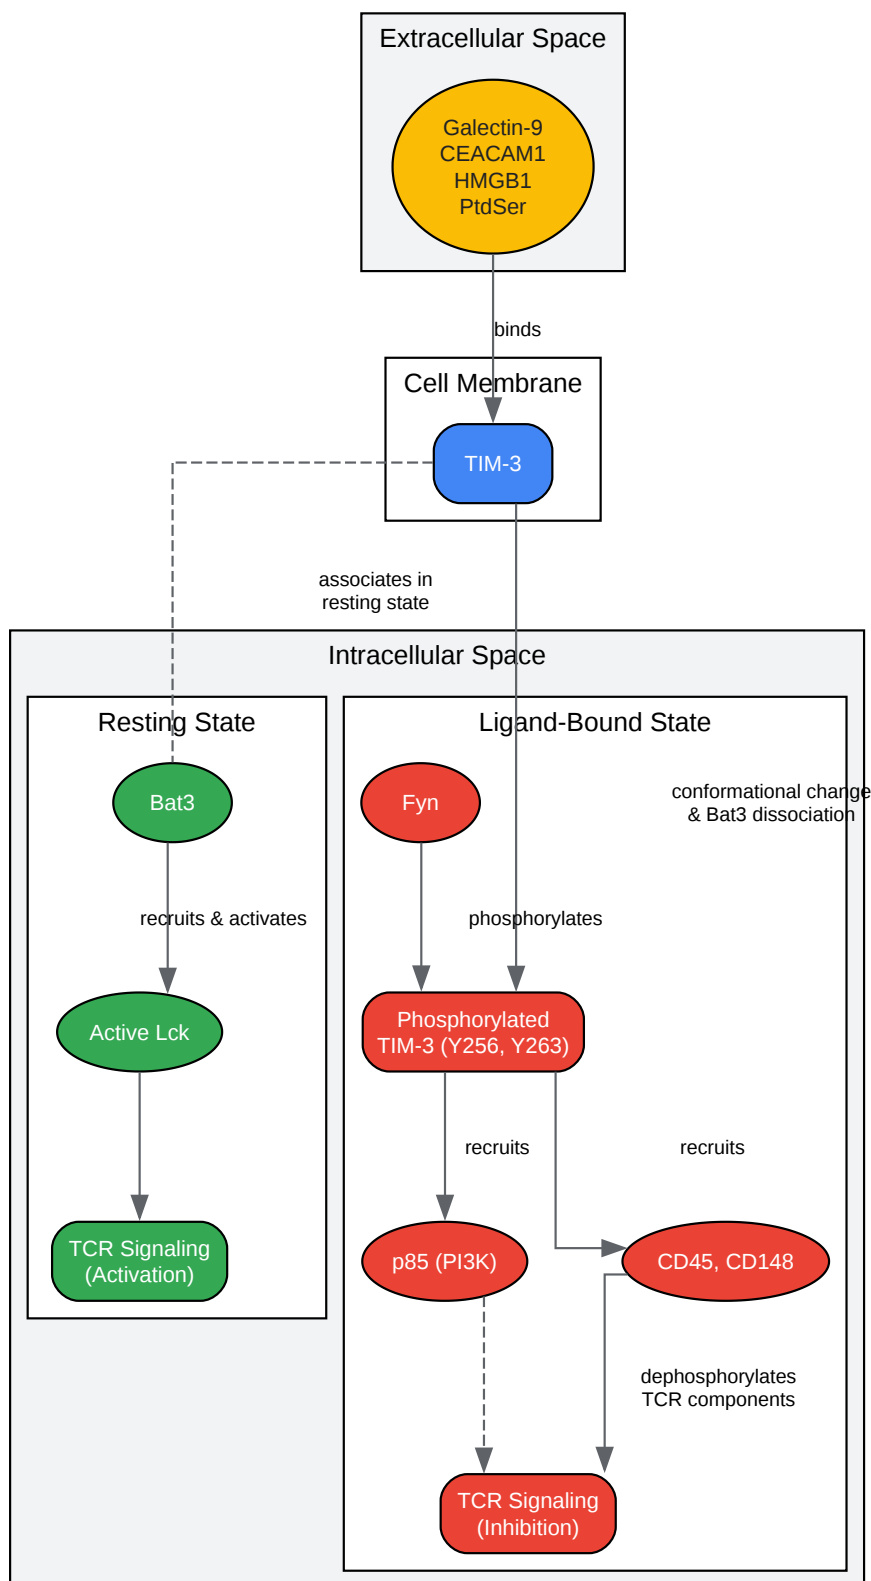 Extracellular Space
Galectin-9
CEACAM1
HMGB1
PtdSer
binds
Cell Membrane
TIM-3
associates in
resting state
Intracellular Space
Resting State
Bat3
recruits & activates
Active Lck
TCR Signaling
(Activation)
Ligand-Bound State
Fyn
conformational change
& Bat3 dissociation
phosphorylates
Phosphorylated
TIM-3 (Y256, Y263)
recruits
recruits
p85 (PI3K)
CD45, CD148
dephosphorylates
TCR components
TCR Signaling
(Inhibition)